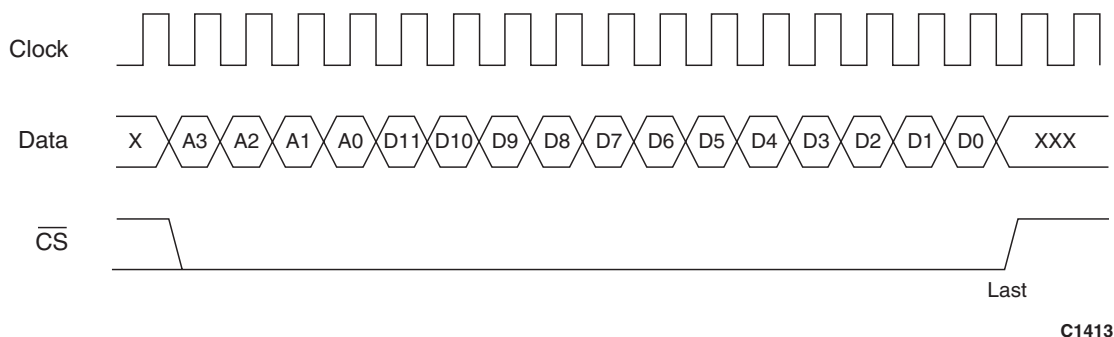 Clock
Data X A3 A2 A1 A0 D11 D10 D9 D8 D7 D6 D5 D4 D3 D2 D1 D0 XXX
CS
Last
C1413